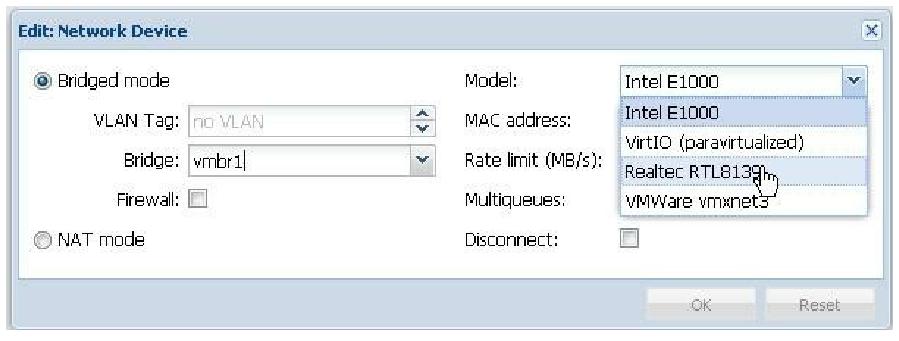 Edit: Network Device
Bridged mode
VLAN Tag: no VLAN
Bridge: vmbr1
Firewall:
NAT mode
Model: Intel E1000
Intel E1000
MAC address:
VirtIO (paravirtualized)
Rate limit (MB/s):
Realtec RTL8139
Multiqueues:
VMWare vmxnet3
Disconnect:
OK Reset